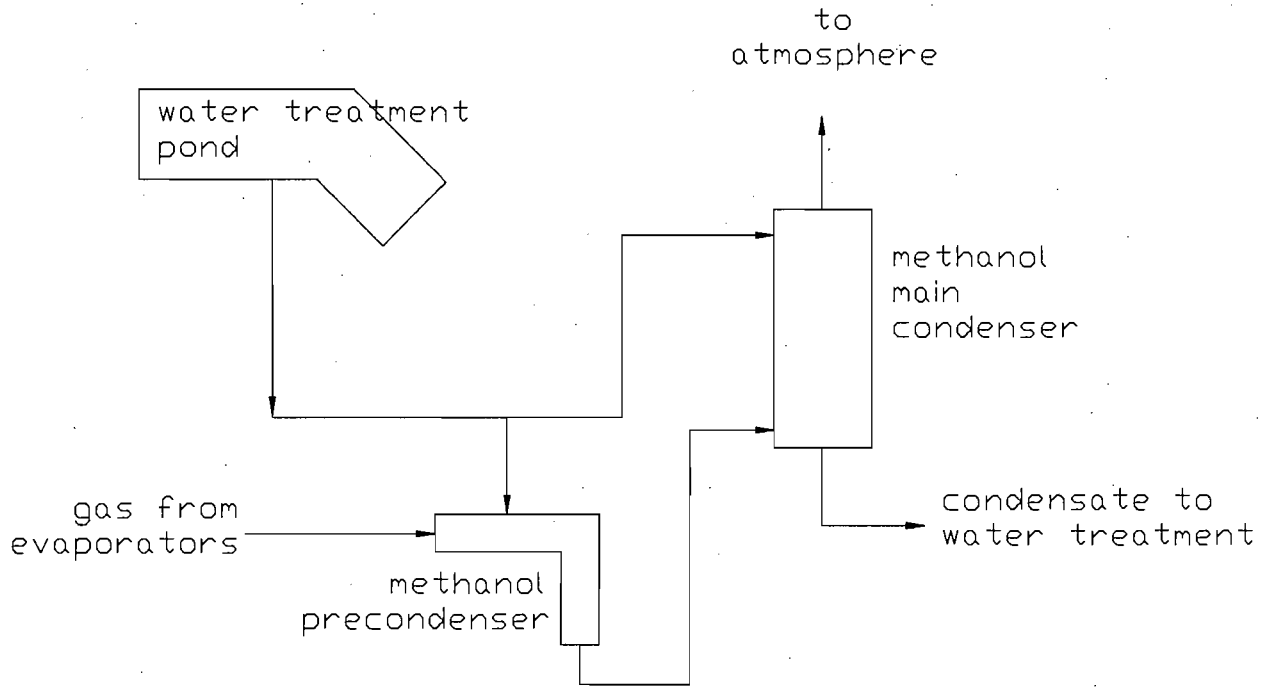 to
atmosphere
water treatment
pond
methanol
main
condenser
gas from
evaporators
condensate to
water treatment
methanol
precondenser